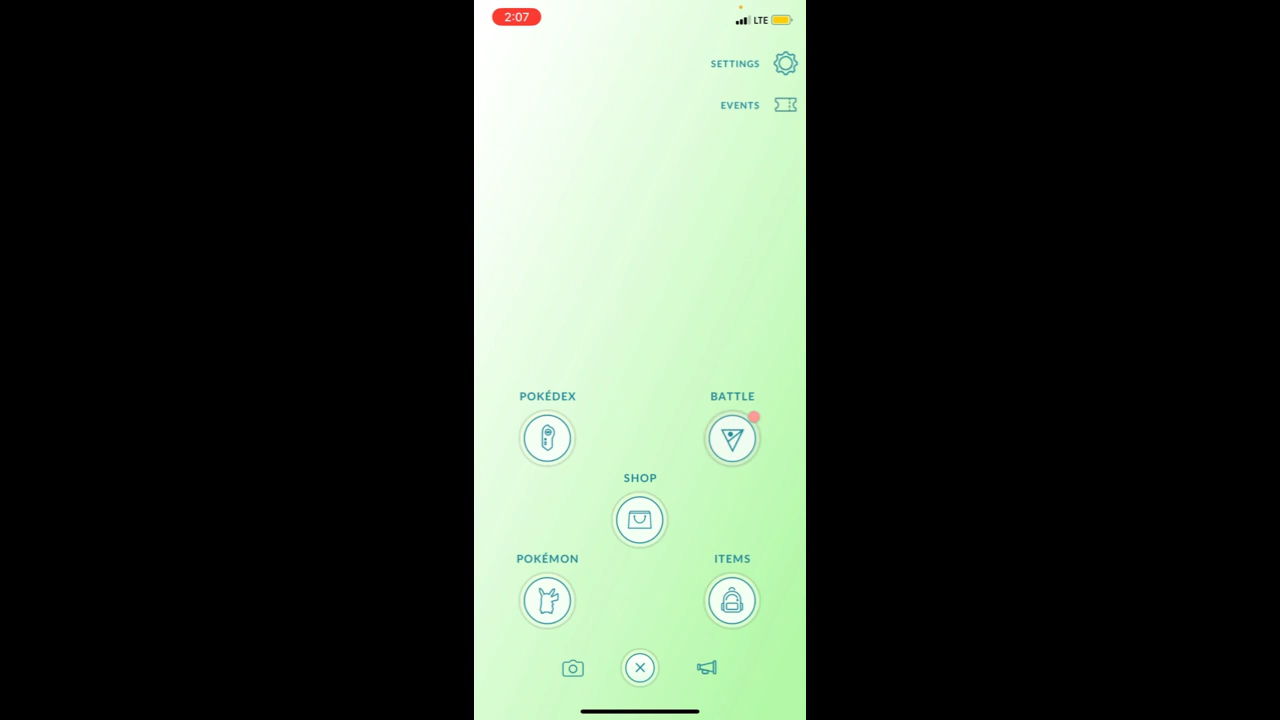 2:07
LTE
SETTINGS
EVENTS
POKÉDEX
BATTLE
SHOP
POKÉMON
ITEMS